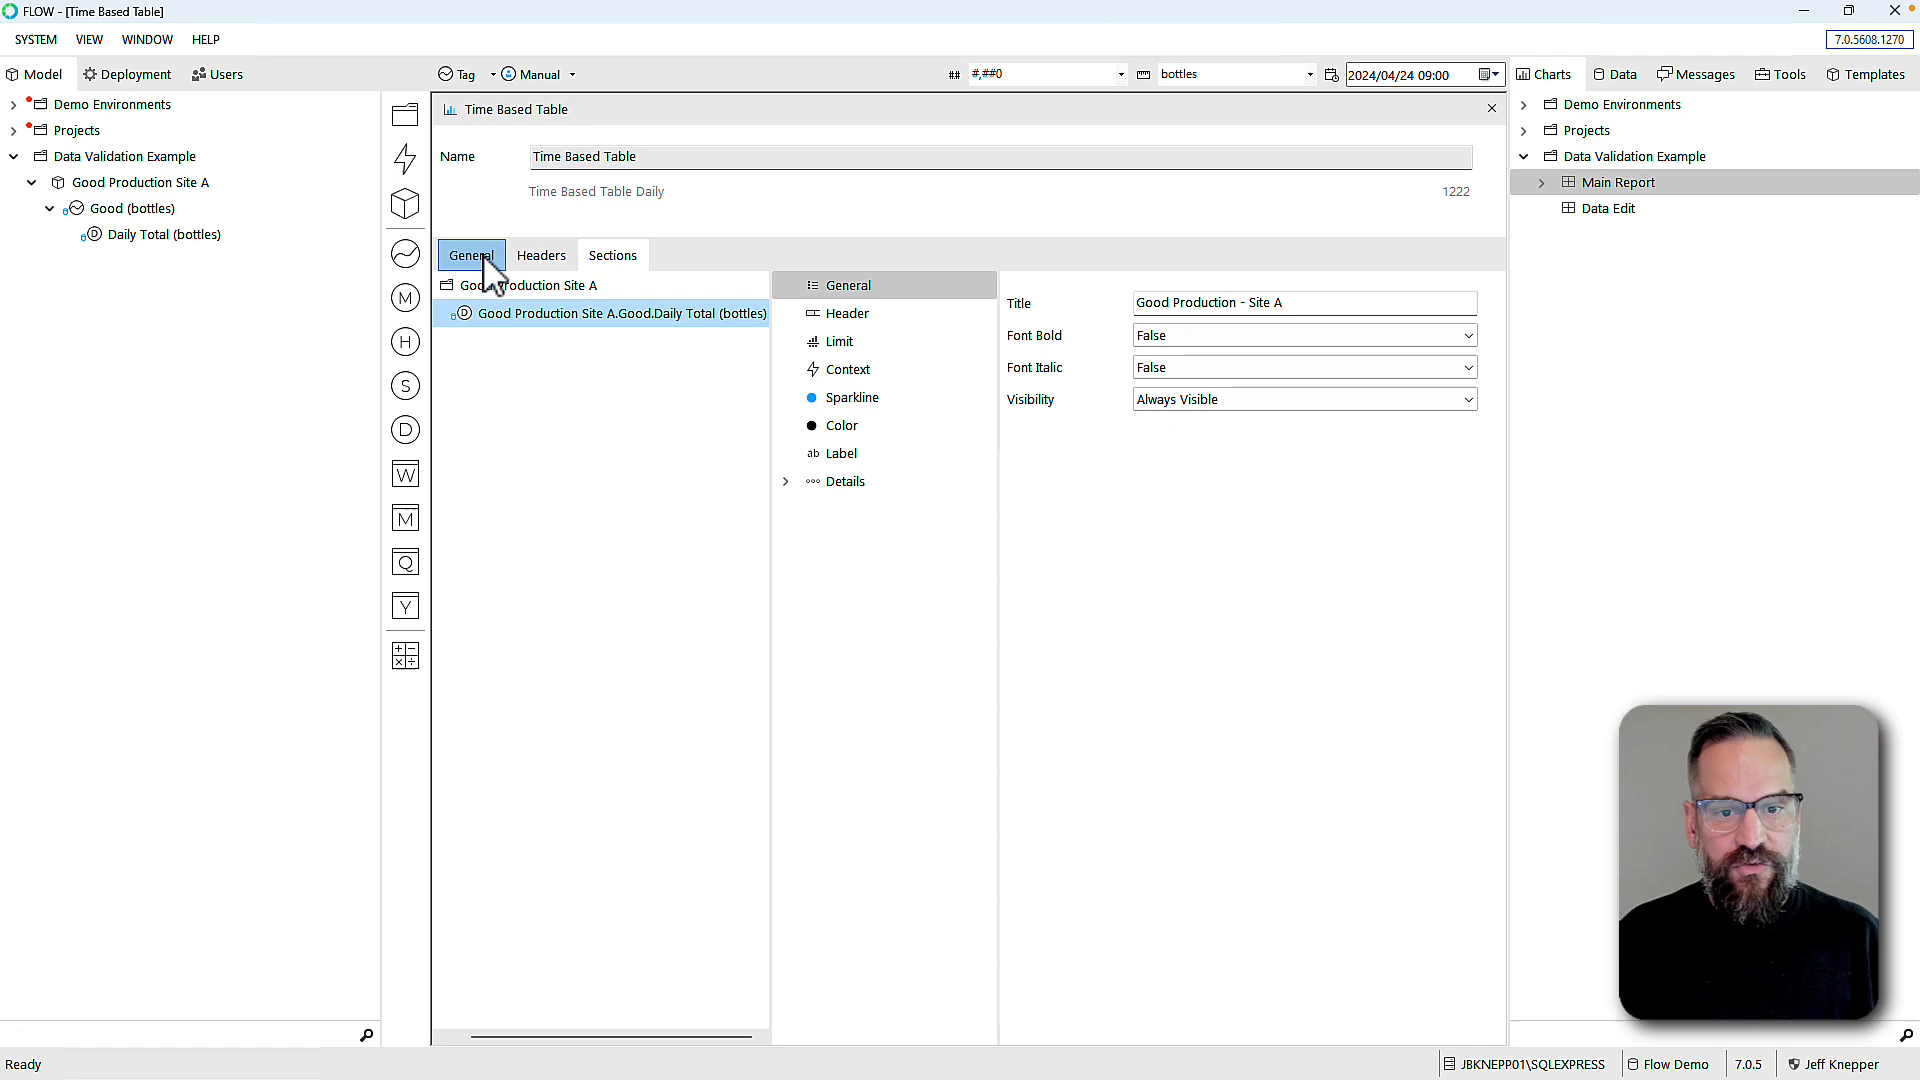 FLOW - [Time Based Table]
SYSTEM VIEW WINDOW HELP
7.0.5608.1270
Model Deployment Users
Tag Manual
## #,##0 bottles 2024/04/24 09:00
Charts Data Messages Tools Templates
Demo Environments
Projects
Data Validation Example
Good Production Site A
Good (bottles)
D Daily Total (bottles)
M
H
S
D
W
M
Q
Y
Time Based Table
Name Time Based Table
Time Based Table Daily 1222
General Headers Sections
Good Production Site A
D Good Production Site A.Good.Daily Total (bottles)
General
Header
Limit
Context
Sparkline
Color
ab Label
Details
Title Good Production - Site A
Font Bold False
Font Italic False
Visibility Always Visible
Demo Environments
Projects
Data Validation Example
Main Report
Data Edit
Ready
JBKNEPP01\SQLEXPRESS Flow Demo 7.0.5 Jeff Knepper